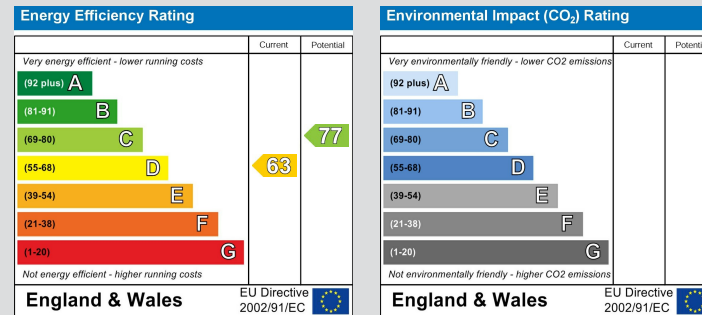 Energy Efficiency Rating
Current Potential
Very energy efficient - lower running costs
(92 plus) A
(81-91) B
(69-80) C
77
(55-68) D
63
(39-54) E
(21-38) F
(1-20) G
Not energy efficient - higher running costs
England & Wales
EU Directive
2002/91/EC
Environmental Impact (CO₂) Rating
Current Potenti
Very environmentally friendly - lower CO2 emissions
(92 plus) A
(81-91) B
(69-80) C
(55-68) D
(39-54) E
(21-38) F
(1-20) G
Not environmentally friendly - higher CO2 emissions
England & Wales
EU Directive
2002/91/EC